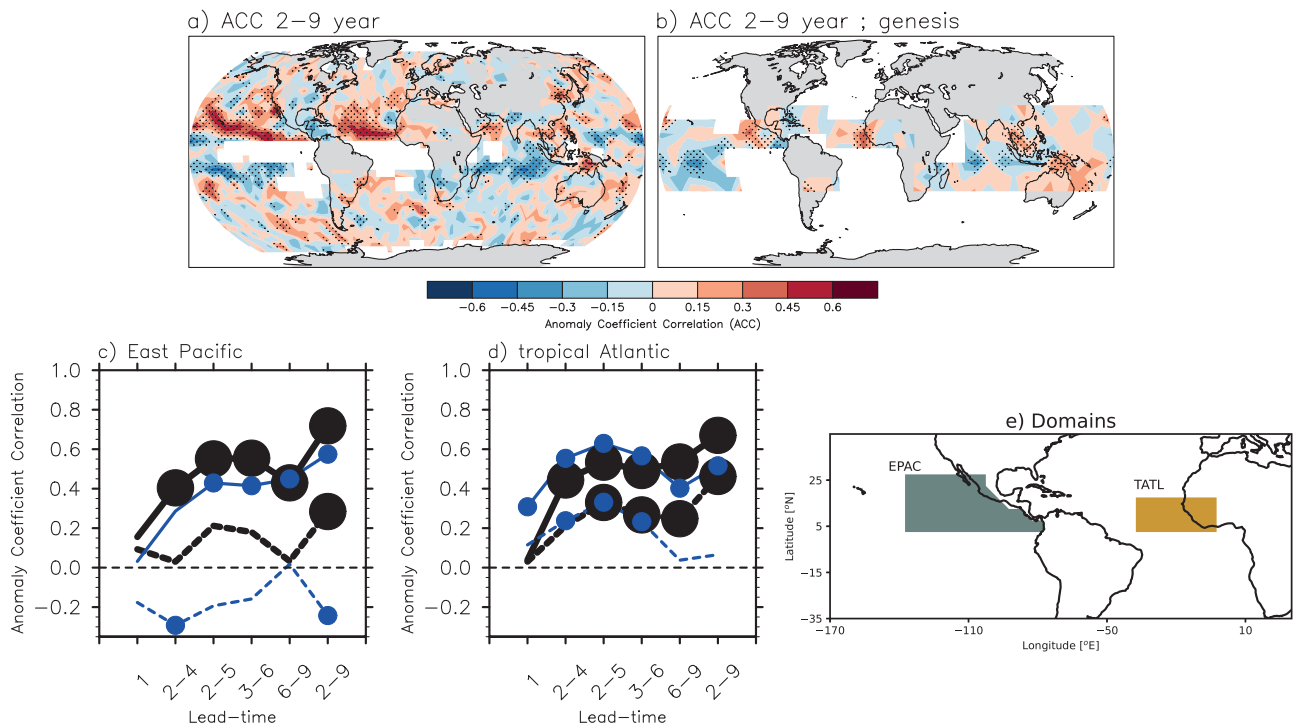 a) ACC 2−9 year
b) ACC 2−9 year ; genesis
−0.6 −0.45 −0.3 −0.15 0 0.15 0.3 0.45 0.6
Anomaly Coefficient Correlation (ACC)
c) East Pacific
Anomaly Coefficient Correlation
1.0
0.8
0.6
0.4
0.2
0.0
−0.2
1 2−4 2−5 3−6 6−9 2−9
Lead−time
d) tropical Atlantic
Anomaly Coefficient Correlation
1.0
0.8
0.6
0.4
0.2
0.0
−0.2
1 2−4 2−5 3−6 6−9 2−9
Lead−time
e) Domains
EPAC
TATL
Latitude [°N]
25
5
−15
−35
−170 −110 −50 10
Longitude [°E]